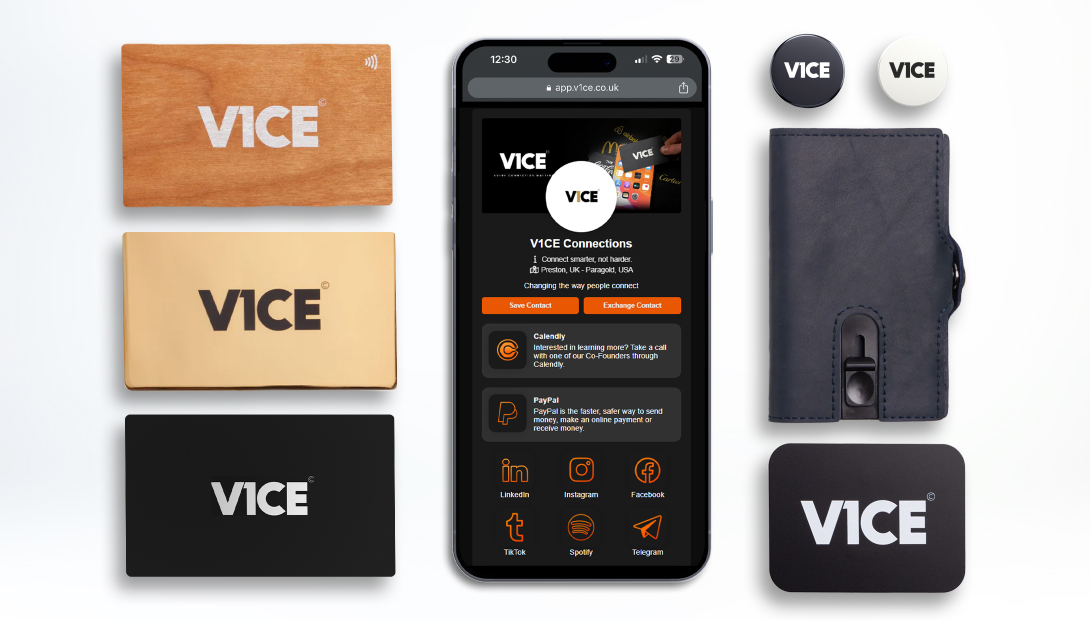 V1CE©
V1CE©
V1CE©
12:30
29
app.v1ce.co.uk
V1CE
V1CE
Cartier
V1CE
V1CE Connections
Connect smarter, not harder.
Preston, UK - Paragold, USA
Changing the way people connect
Save Contact
Exchange Contact
Calendly
Interested in learning more? Take a call
with one of our Co-Founders through
Calendly.
PayPal
PayPal is the faster, safer way to send
money, make an online payment or
receive money.
LinkedIn
Instagram
Facebook
TikTok
Spotify
Telegram
V1CE
V1CE
V1CE©